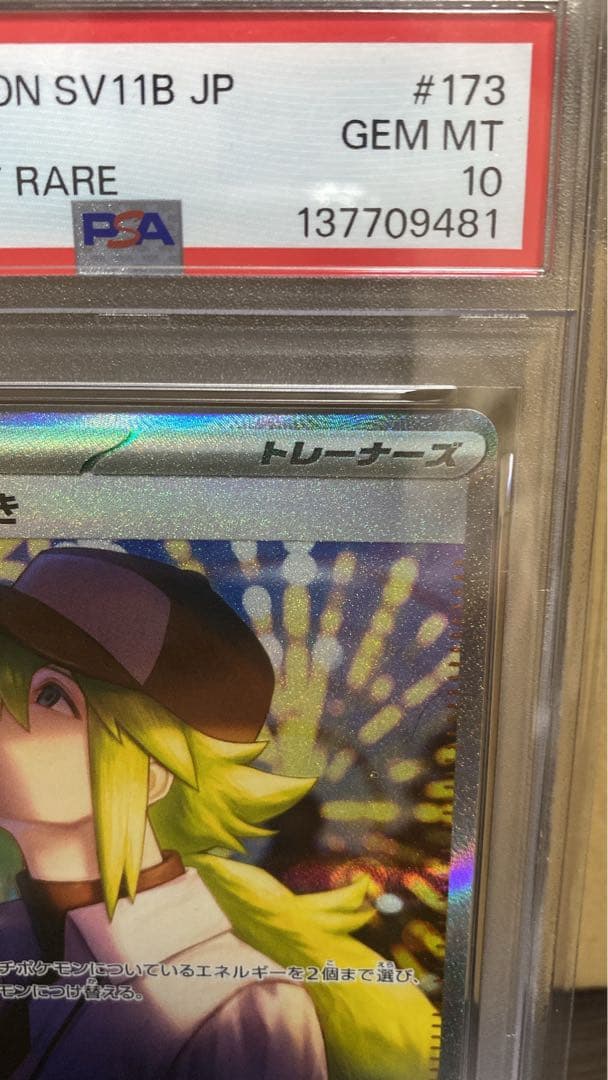 ON SV11B JP #173
GEM MT
RARE 10
PSA 137709481
トレーナーズ
き
チポケモンについているエネルギーを2個まで選び、
モンにつけ替える。